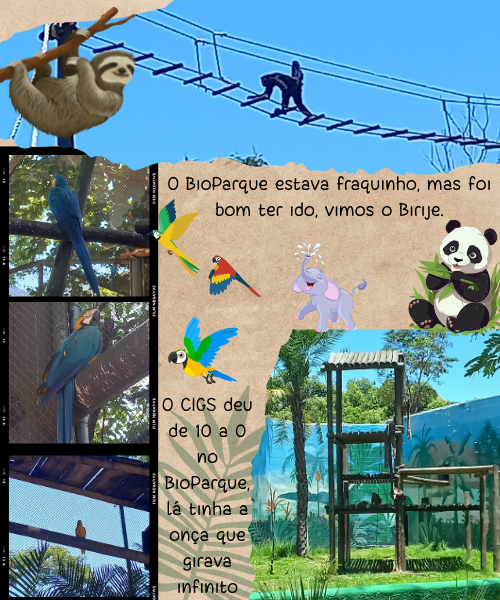 O BioParque estava fraquinho, mas foi
bom ter ido, vimos o Birije.
O CIGS deu
de 10 a 0
no
BioParque,
lá tinha a
onça que
girava
infinito